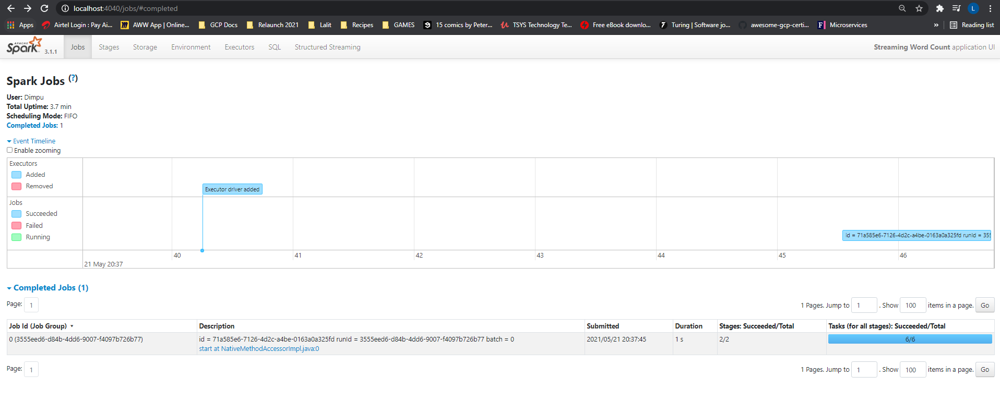 localhost:4040/jobs/#completed
Apps Airtel Login : Pay Ai... AWW App | Online... GCP Docs Relaunch 2021 Lalit Recipes GAMES 15 comics by Peter... TSYS Technology Te... Free eBook downlo... Turing | Software jo... awesome-gcp-certi... Microservices » Reading list
APACHE Spark 3.1.1 Jobs Stages Storage Environment Executors SQL Structured Streaming Streaming Word Count application UI
Spark Jobs (?)
User: Dimpu
Total Uptime: 3.7 min
Scheduling Mode: FIFO
Completed Jobs: 1
Event Timeline
Enable zooming
Executors
Added
Removed
Executor driver added
Jobs
Succeeded
Failed
Running
id = 71a585e6-7126-4d2c-a4be-0163a0a325fd runId = 355
40 41 42 43 44 45 46
21 May 20:37
Completed Jobs (1)
Page: 1 1 Pages. Jump to 1 . Show 100 items in a page. Go
Job Id (Job Group) Description Submitted Duration Stages: Succeeded/Total Tasks (for all stages): Succeeded/Total
0 (3555eed6-d84b-4dd6-9007-f4097b726b77) id = 71a585e6-7126-4d2c-a4be-0163a0a325fd runId = 3555eed6-d84b-4dd6-9007-f4097b726b77 batch = 0 2021/05/21 20:37:45 1 s 2/2 6/6
start at NativeMethodAccessorImpl.java:0
Page: 1 1 Pages. Jump to 1 . Show 100 items in a page. Go